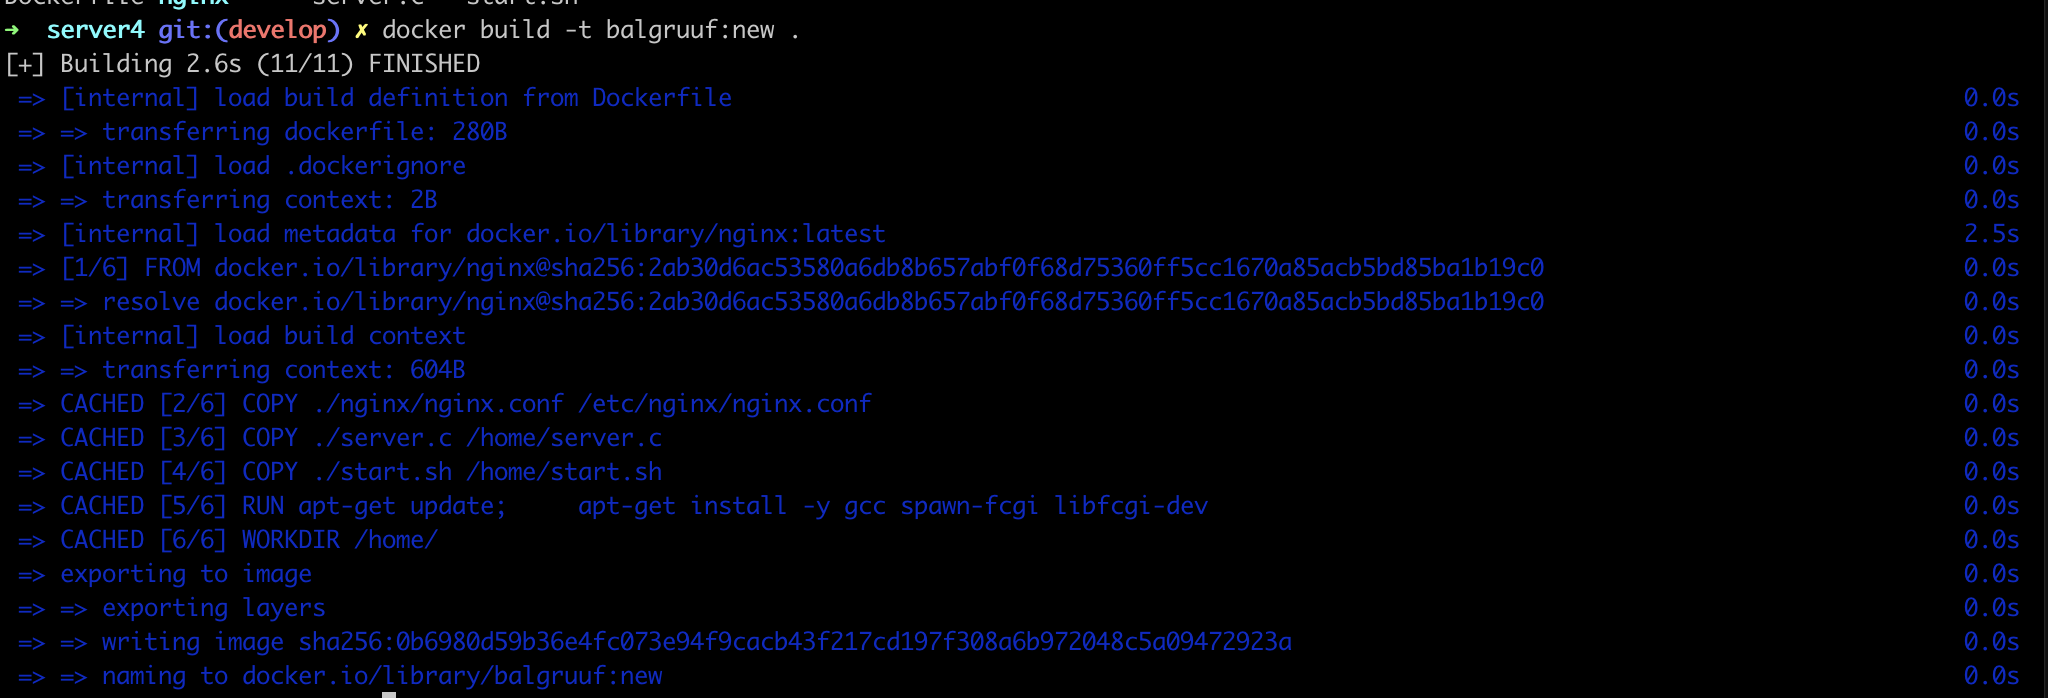 Dockerfile nginx server.c start.sh
→ server4 git:(develop) ✗ docker build -t balgruuf:new .
[+] Building 2.6s (11/11) FINISHED
=> [internal] load build definition from Dockerfile 0.0s
=> => transferring dockerfile: 280B 0.0s
=> [internal] load .dockerignore 0.0s
=> => transferring context: 2B 0.0s
=> [internal] load metadata for docker.io/library/nginx:latest 2.5s
=> [1/6] FROM docker.io/library/nginx@sha256:2ab30d6ac53580a6db8b657abf0f68d75360ff5cc1670a85acb5bd85ba1b19c0 0.0s
=> => resolve docker.io/library/nginx@sha256:2ab30d6ac53580a6db8b657abf0f68d75360ff5cc1670a85acb5bd85ba1b19c0 0.0s
=> [internal] load build context 0.0s
=> => transferring context: 604B 0.0s
=> CACHED [2/6] COPY ./nginx/nginx.conf /etc/nginx/nginx.conf 0.0s
=> CACHED [3/6] COPY ./server.c /home/server.c 0.0s
=> CACHED [4/6] COPY ./start.sh /home/start.sh 0.0s
=> CACHED [5/6] RUN apt-get update;     apt-get install -y gcc spawn-fcgi libfcgi-dev 0.0s
=> CACHED [6/6] WORKDIR /home/ 0.0s
=> exporting to image 0.0s
=> => exporting layers 0.0s
=> => writing image sha256:0b6980d59b36e4fc073e94f9cacb43f217cd197f308a6b972048c5a09472923a 0.0s
=> => naming to docker.io/library/balgruuf:new 0.0s